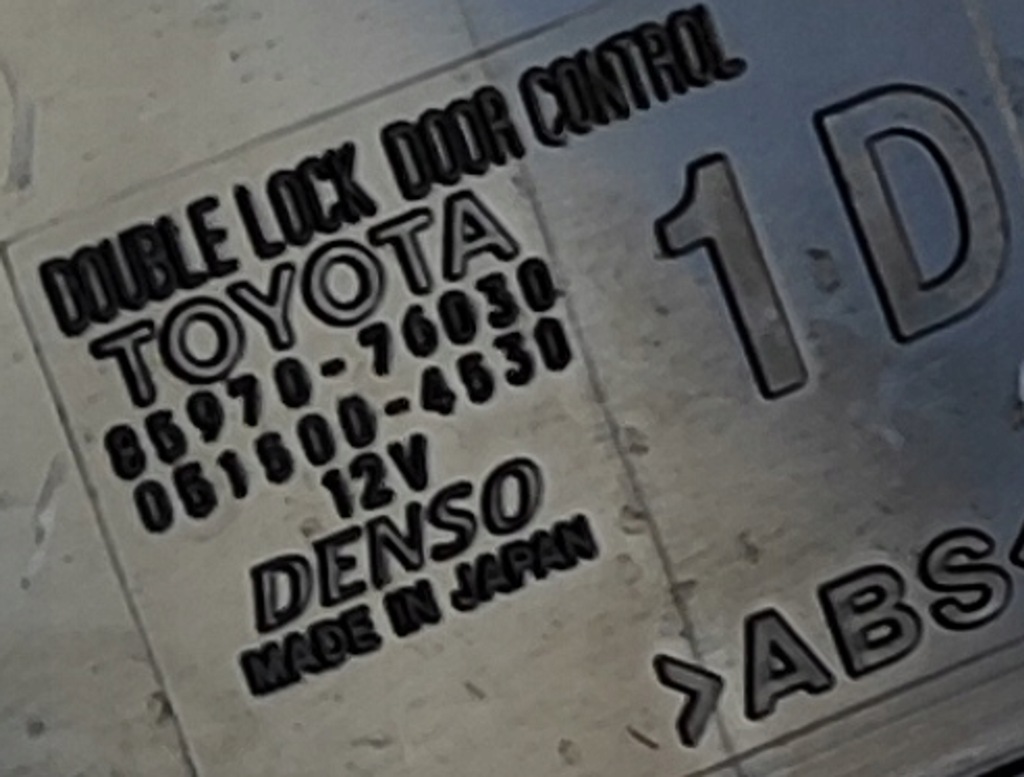 DOUBLE LOCK DOOR CONTROL
TOYOTA
85970-76030
051500-4530
12V
DENSO
MADE IN JAPAN
1D
>ABS<